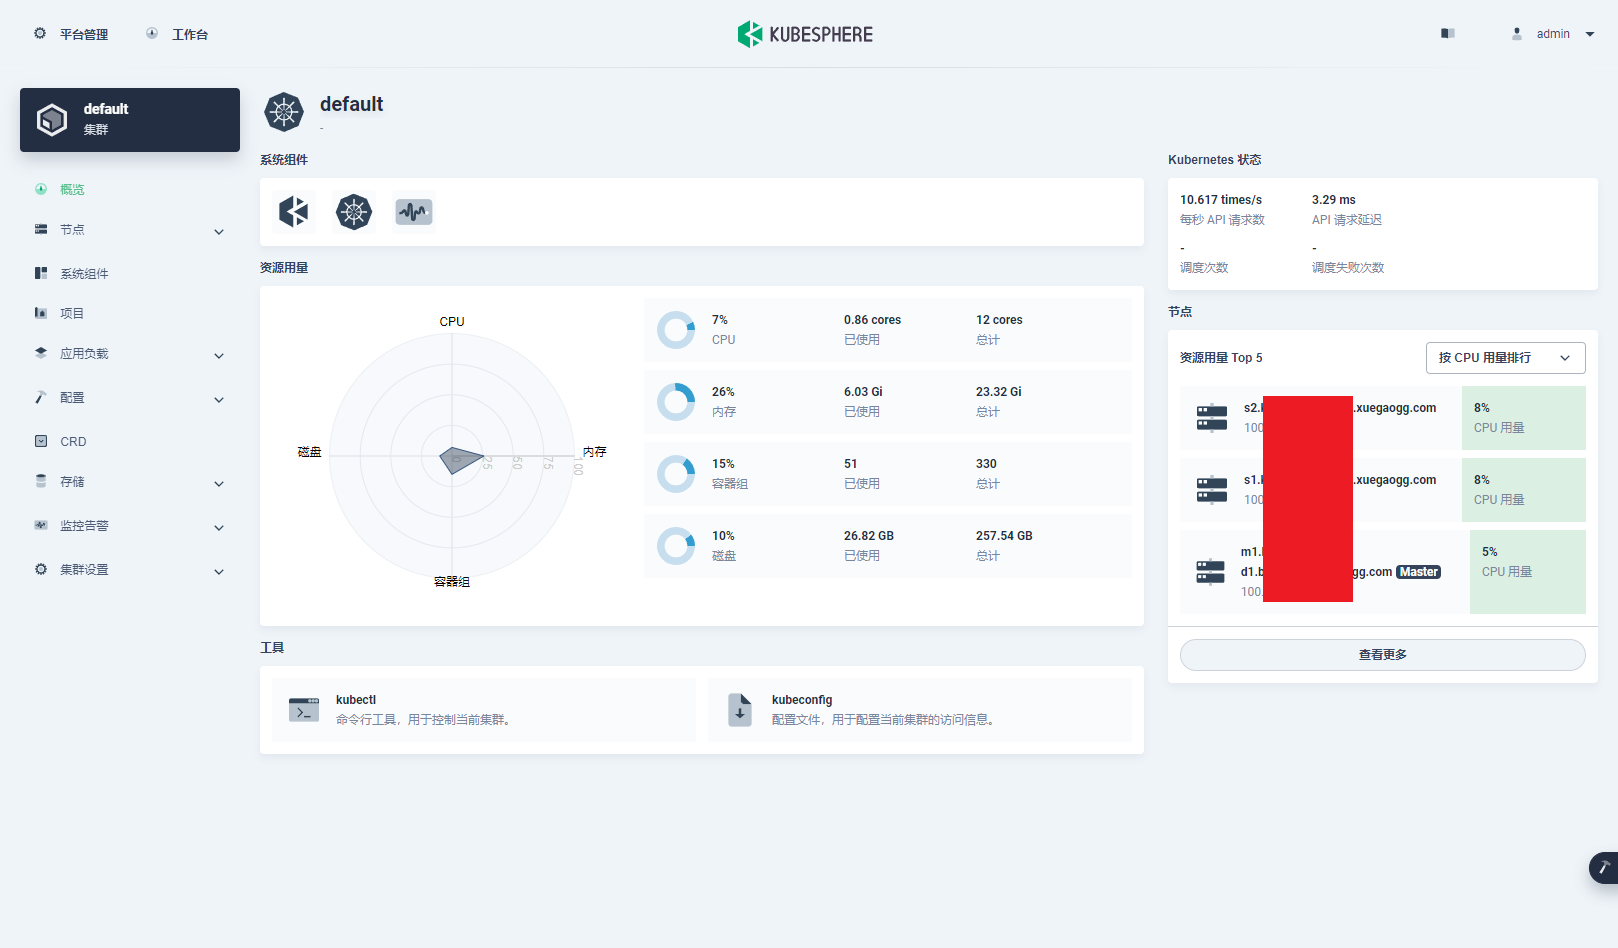 平台管理
工作台
KUBESPHERE
admin
default
集群
概览
节点
系统组件
项目
应用负载
配置
CRD
存储
监控告警
集群设置
default
-
系统组件
资源用量
CPU
内存
容器组
磁盘
0
25
50
75
100
7%
CPU
0.86 cores
已使用
12 cores
总计
26%
内存
6.03 Gi
已使用
23.32 Gi
总计
15%
容器组
51
已使用
330
总计
10%
磁盘
26.82 GB
已使用
257.54 GB
总计
工具
kubectl
命令行工具，用于控制当前集群。
kubeconfig
配置文件，用于配置当前集群的访问信息。
Kubernetes 状态
10.617 times/s
每秒 API 请求数
3.29 ms
API 请求延迟
-
调度次数
-
调度失败次数
节点
资源用量 Top 5
按 CPU 用量排行
s2. .xuegaogg.com
100
8%
CPU 用量
s1. .xuegaogg.com
100
8%
CPU 用量
m1.
d1.b gg.com Master
100.
5%
CPU 用量
查看更多